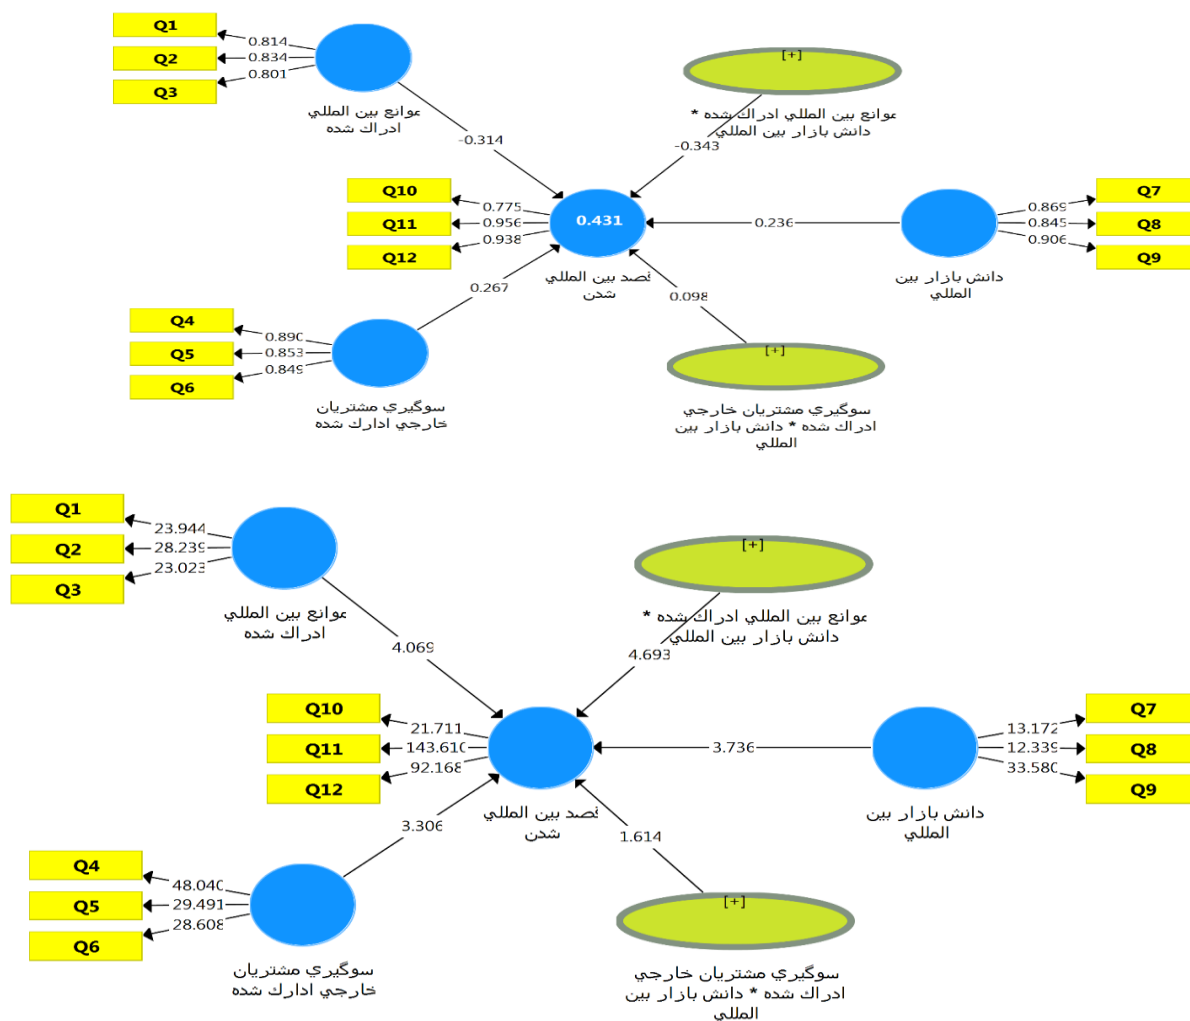 Q1
Q2
Q3
0.814
0.834
0.801
موانع بين المللي
ادراك شده
[+]
موانع بين المللي ادراك شده *
دانش بازار بين المللي
-0.314
-0.343
Q10
Q11
Q12
0.775
0.956
0.938
0.431
قصد بين المللي
شدن
0.236
دانش بازار بين
المللي
0.869
0.845
0.906
Q7
Q8
Q9
0.267
0.098
Q4
Q5
Q6
0.890
0.853
0.849
سوگيري مشتريان
خارجي ادارك شده
[+]
سوگيري مشتريان خارجي
ادراك شده * دانش بازار بين
المللي
Q1
Q2
Q3
23.944
28.239
23.023
موانع بين المللي
ادراك شده
[+]
موانع بين المللي ادراك شده *
دانش بازار بين المللي
4.069
4.693
Q10
Q11
Q12
21.711
143.610
92.168
قصد بين المللي
شدن
3.736
دانش بازار بين
المللي
13.172
12.339
33.580
Q7
Q8
Q9
3.306
1.614
Q4
Q5
Q6
48.040
29.491
28.608
سوگيري مشتريان
خارجي ادارك شده
[+]
سوگيري مشتريان خارجي
ادراك شده * دانش بازار بين
المللي